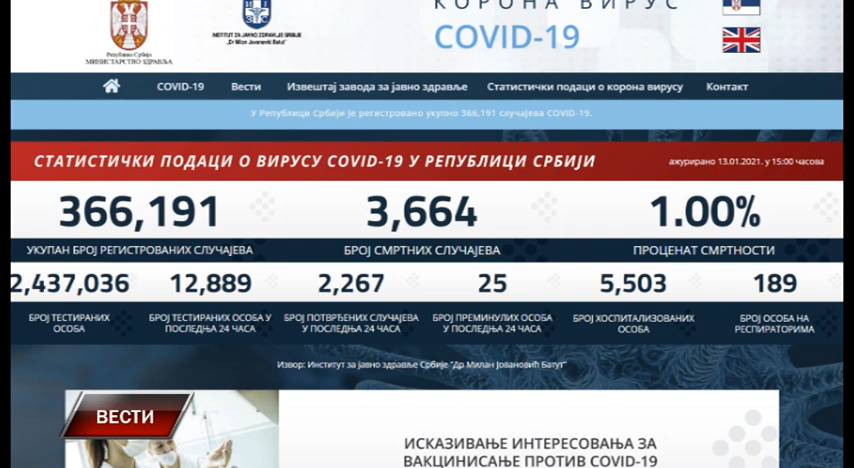 КОРОНА ВИРУС
COVID-19
Република Србија
МИНИСТАРСТВО ЗДРАВЉА
INSTITUT ZA JAVNO ZDRAVLJE SRBIJE
„Dr Milan Jovanović Batut”
COVID-19 Вести Извештај завода за јавно здравље Статистички подаци о корона вирусу Контакт
У Републици Србији је регистровано укупно 366,191 случајева COVID-19.
СТАТИСТИЧКИ ПОДАЦИ О ВИРУСУ COVID-19 У РЕПУБЛИЦИ СРБИЈИ
ажурирано 13.01.2021. у 15:00 часова
366,191 3,664 1.00%
УКУПАН БРОЈ РЕГИСТРОВАНИХ СЛУЧАЈЕВА БРОЈ СМРТНИХ СЛУЧАЈЕВА ПРОЦЕНАТ СМРТНОСТИ
2,437,036 12,889 2,267 25 5,503 189
БРОЈ ТЕСТИРАНИХ ОСОБА
БРОЈ ТЕСТИРАНИХ ОСОБА У ПОСЛЕДЊА 24 ЧАСА
БРОЈ ПОТВРЂЕНИХ СЛУЧАЈЕВА У ПОСЛЕДЊА 24 ЧАСА
БРОЈ ПРЕМИНУЛИХ ОСОБА У ПОСЛЕДЊА 24 ЧАСА
БРОЈ ХОСПИТАЛИЗОВАНИХ ОСОБА
БРОЈ ОСОБА НА РЕСПИРАТОРИМА
Извор: Институт за јавно здравље Србије "Др Милан Јовановић Батут"
ВЕСТИ
ИСКАЗИВАЊЕ ИНТЕРЕСОВАЊА ЗА
ВАКЦИНИСАЊЕ ПРОТИВ COVID-19